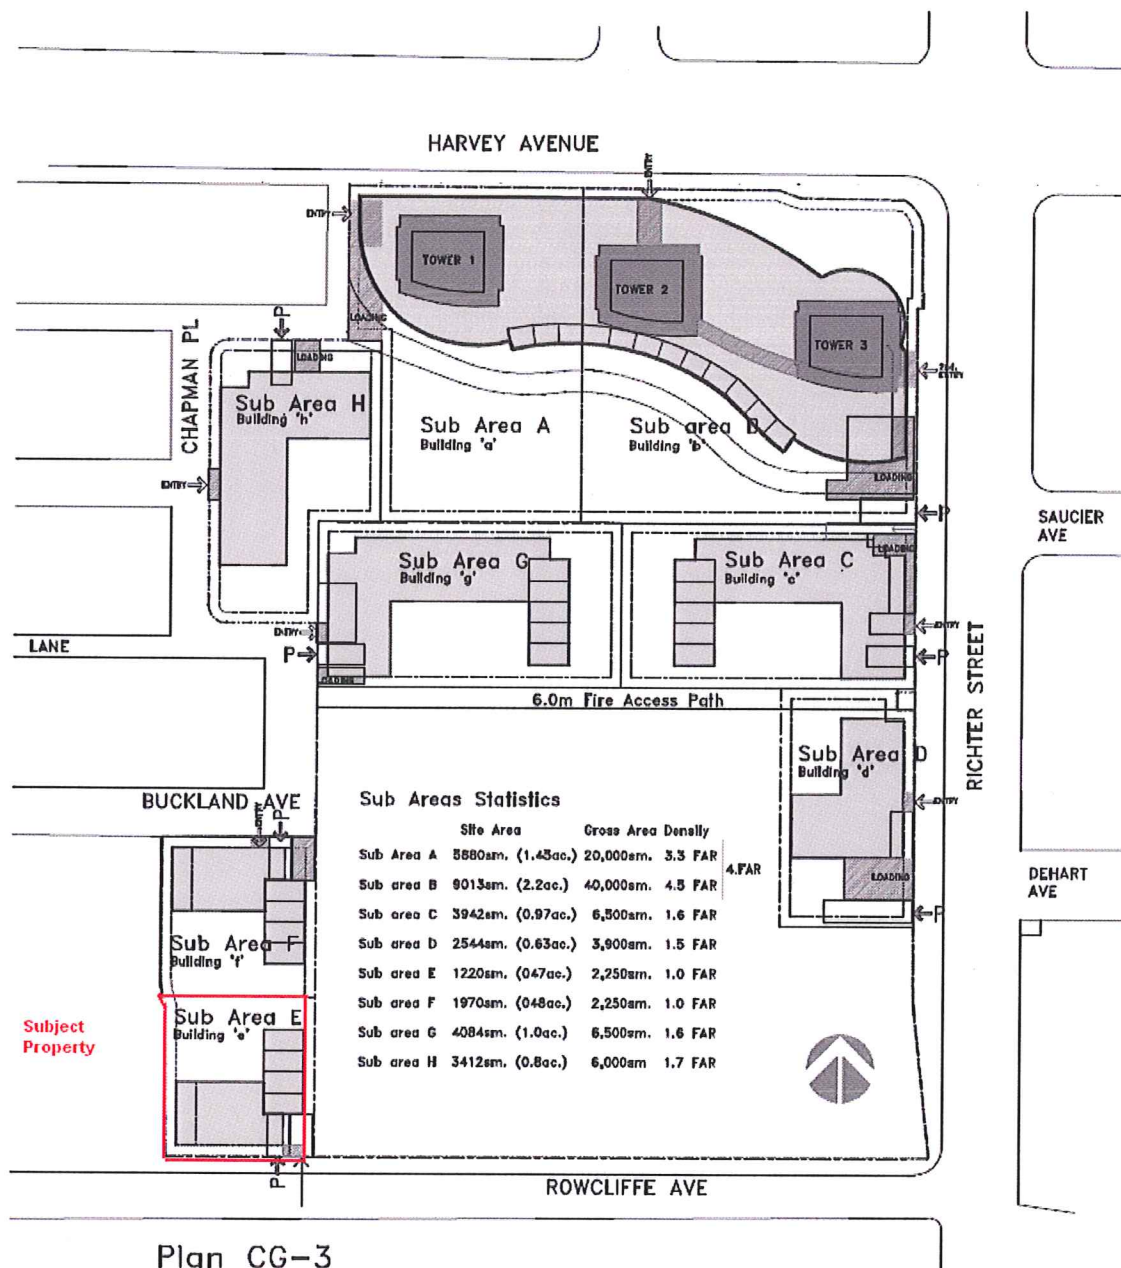 HARVEY AVENUE
ENTRY
ENTRY
TOWER 1
TOWER 2
TOWER 3
LOADING
P
CHAPMAN PL
LOADING
ENTRY
Sub Area H
Building 'h'
Sub Area A
Building 'a'
Sub area B
Building 'b'
ENTRY
LOADING
P
SAUCIER
AVE
Sub Area G
Building 'g'
Sub Area C
Building 'c'
LOADING
ENTRY
ENTRY
LANE
P
P
LOADING
6.0m Fire Access Path
RICHTER STREET
Sub Area D
Building 'd'
ENTRY
BUCKLAND AVE
ENTRY
P
Sub Areas Statistics
Site Area Gross Area Density
Sub Area A 5880sm. (1.45ac.) 20,000sm. 3.3 FAR
4.FAR
Sub area B 9013sm. (2.2ac.) 40,000sm. 4.5 FAR
Sub area C 3942sm. (0.97ac.) 6,500sm. 1.6 FAR
Sub area D 2544sm. (0.63ac.) 3,900sm. 1.5 FAR
Sub area E 1220sm. (047ac.) 2,250sm. 1.0 FAR
Sub area F 1970sm. (048ac.) 2,250sm. 1.0 FAR
Sub area G 4084sm. (1.0ac.) 6,500sm. 1.6 FAR
Sub area H 3412sm. (0.8ac.) 6,000sm 1.7 FAR
LOADING
P
DEHART
AVE
Sub Area F
Building 'f'
Subject
Property
Sub Area E
Building 'e'
P
ROWCLIFFE AVE
Plan CG-3